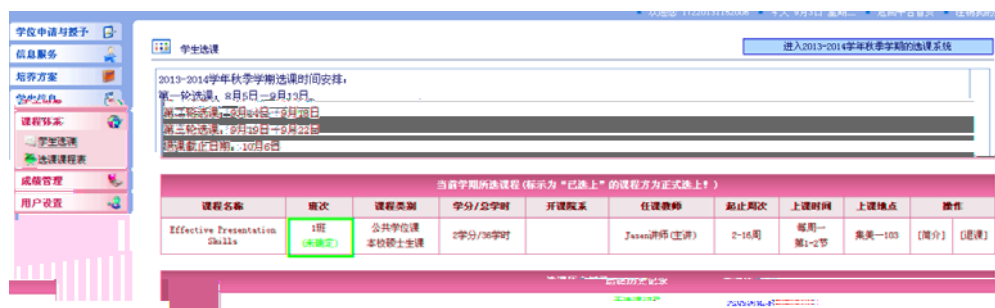 学位申请与授予
信息服务
培养方案
学生信息
课程体系
学生选课
选课课程表
成绩管理
用户设置
学生选课
进入2013-2014学年秋季学期的选课系统
2013-2014学年秋季学期选课时间安排:
第一轮选课: 8月5日—9月13日。
第三轮选课: 9月19日—9月22日
退课截止日期: 10月6日
当前学期所选课程(标示为“已选上”的课程方为正式选上! )
课程名称 班次 课程类别 学分/总学时 开课院系 任课教师 起止周次 上课时间 上课地点 操作
Effective Presentation Skills 1班 (未确定) 公共学位课 本校硕士生课 2学分/36学时 Jasen讲师(主讲) 2-16周 每周一 第1-2节 集美一103 [简介] [退课]